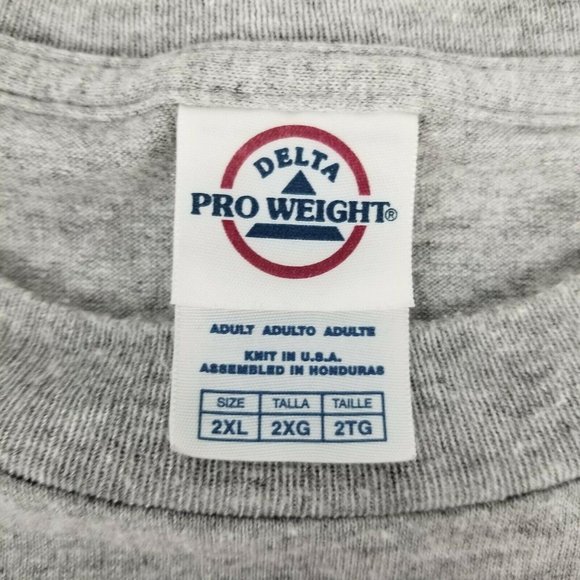 DELTA
PRO WEIGHT®
ADULT ADULTO ADULTE
KNIT IN U.S.A.
ASSEMBLED IN HONDURAS
SIZE TALLA TAILLE
2XL 2XG 2TG